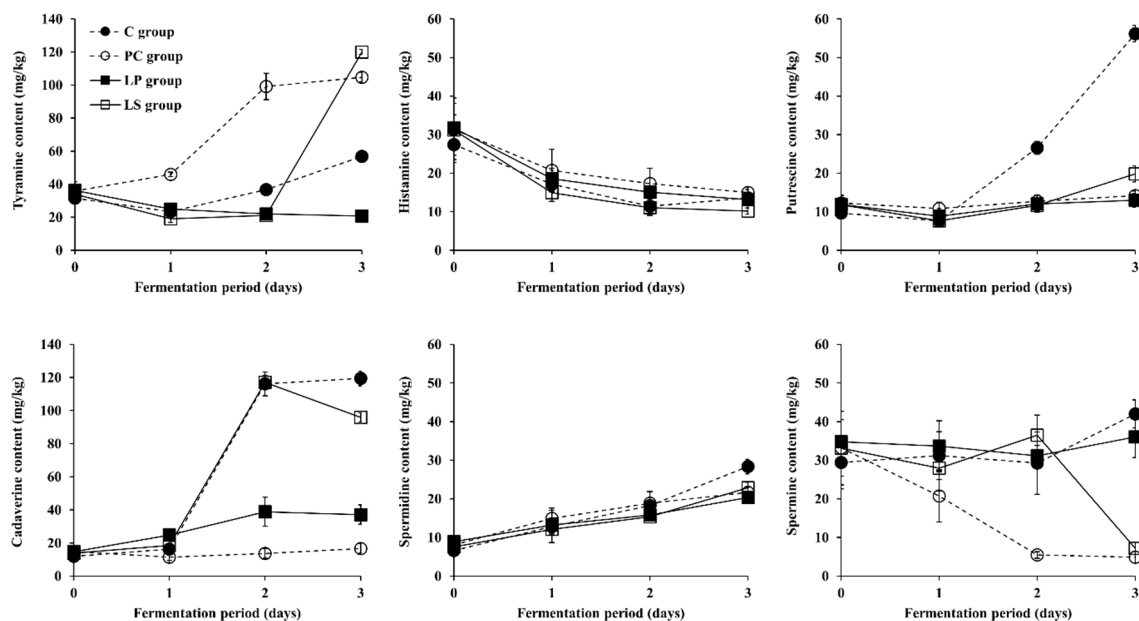 Tyramine content (mg/kg)
140
120
100
80
60
40
20
0
C group
PC group
LP group
LS group
0 1 2 3
Fermentation period (days)
Histamine content (mg/kg)
60
50
40
30
20
10
0
0 1 2 3
Fermentation period (days)
Putrescine content (mg/kg)
60
50
40
30
20
10
0
0 1 2 3
Fermentation period (days)
Cadaverine content (mg/kg)
140
120
100
80
60
40
20
0
0 1 2 3
Fermentation period (days)
Spermidine content (mg/kg)
60
50
40
30
20
10
0
0 1 2 3
Fermentation period (days)
Spermine content (mg/kg)
60
50
40
30
20
10
0
0 1 2 3
Fermentation period (days)